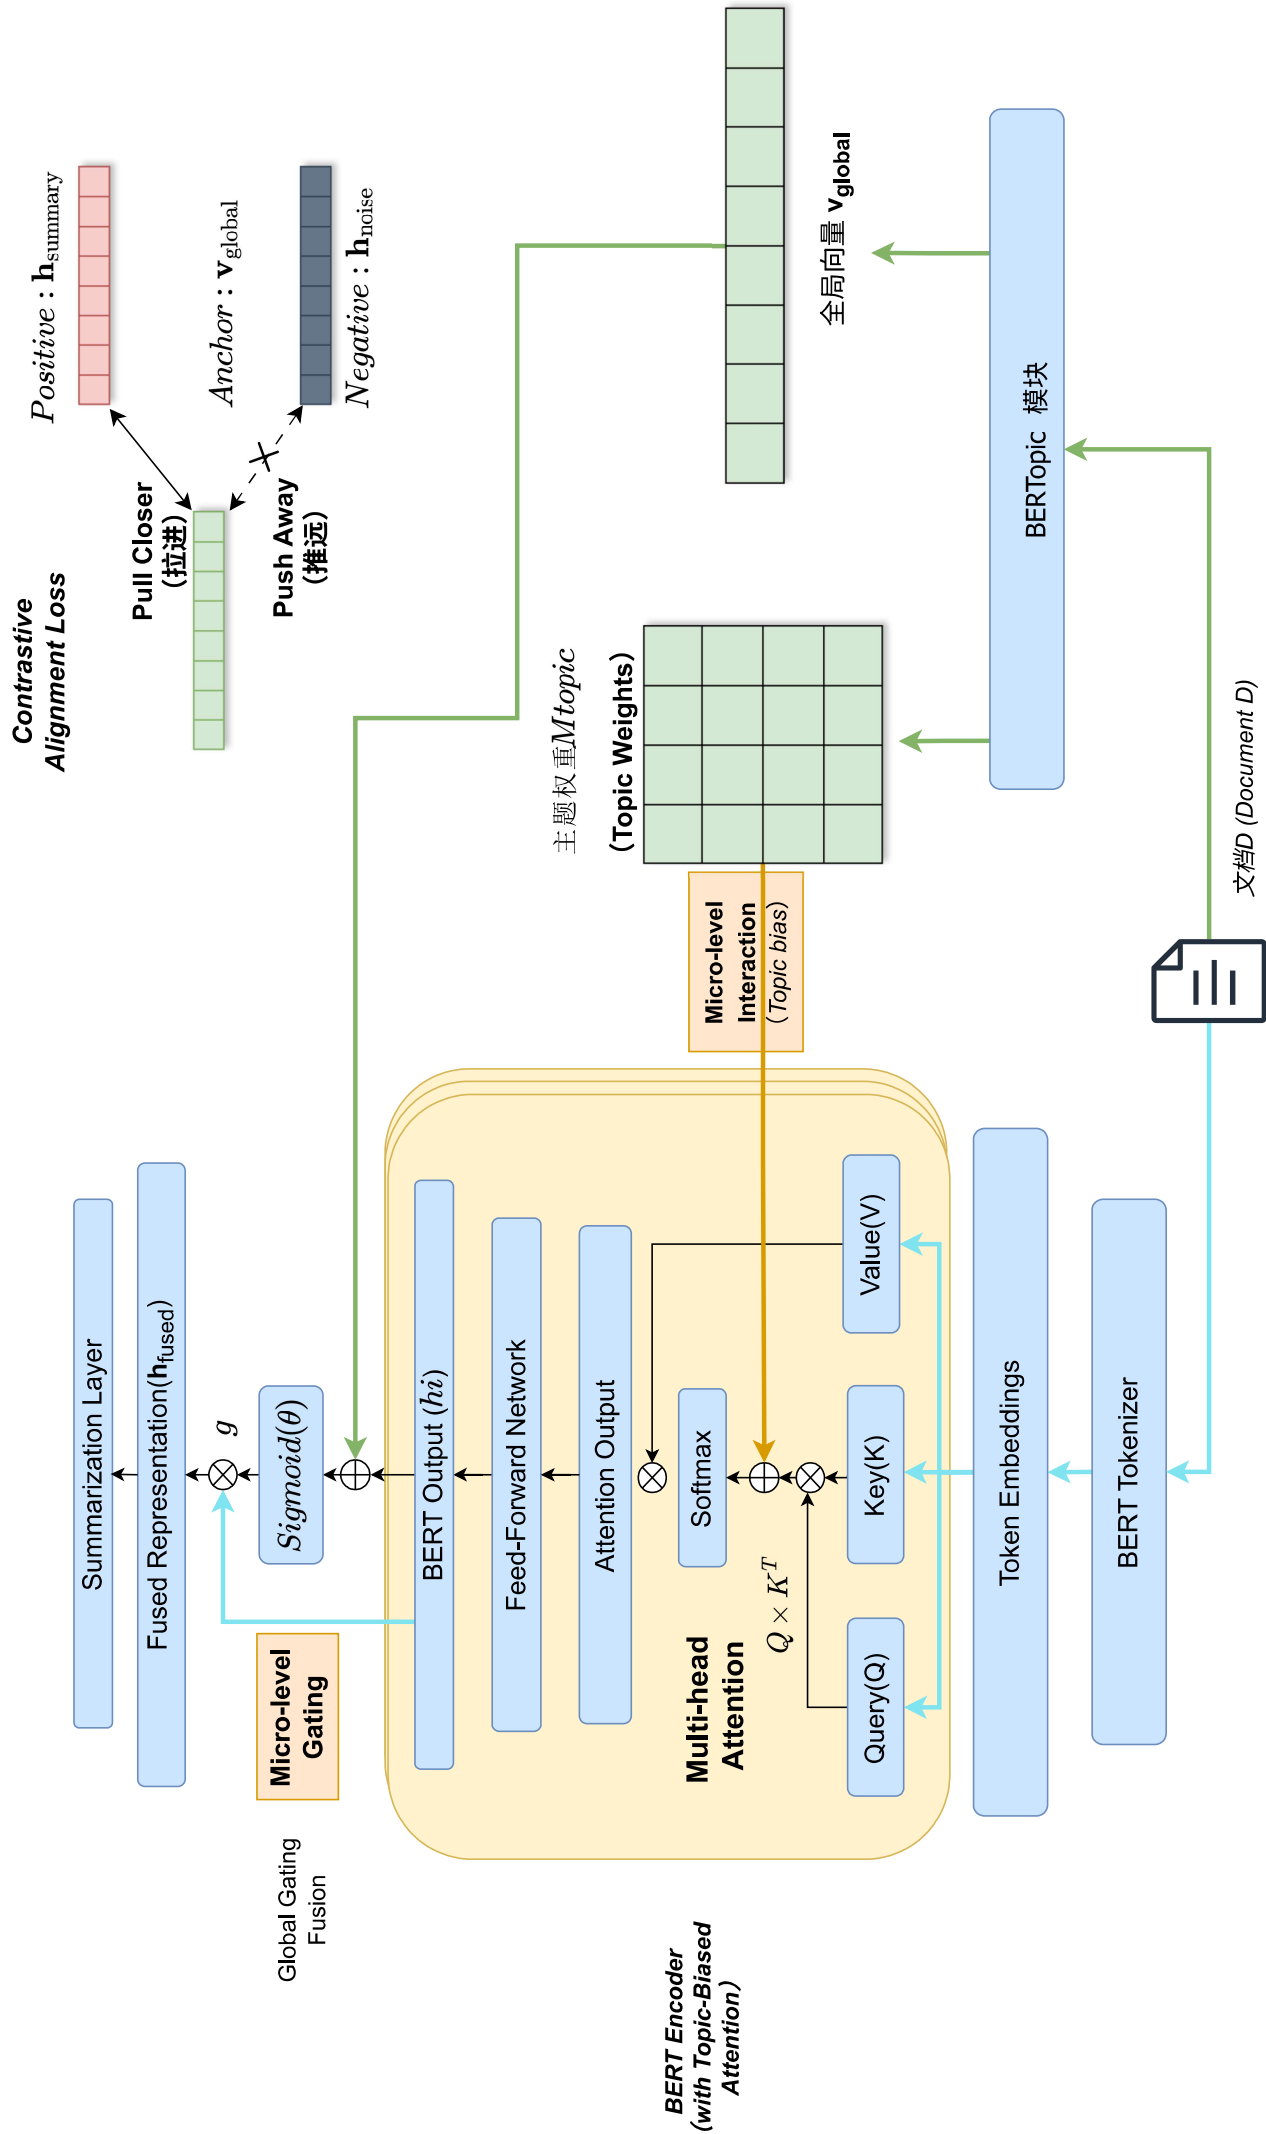 Contrastive
Alignment Loss
Pull Closer
（拉进）
Push Away
（推远）
Positive : h_summary
Anchor : v_global
Negative : h_noise
Summarization Layer
Fused Representation(h_fused)
g
Sigmoid(θ)
Micro-level
Gating
Global Gating
Fusion
BERT Output (hi)
Feed-Forward Network
Attention Output
Softmax
Multi-head
Attention
Q × K^T
Query(Q)
Key(K)
Value(V)
BERT Encoder
(with Topic-Biased
Attention）
Micro-level
Interaction
（Topic bias)
主题权重Mtopic
（Topic Weights）
全局向量 v_global
Token Embeddings
BERT Tokenizer
BERTopic 模块
文档D (Document D)